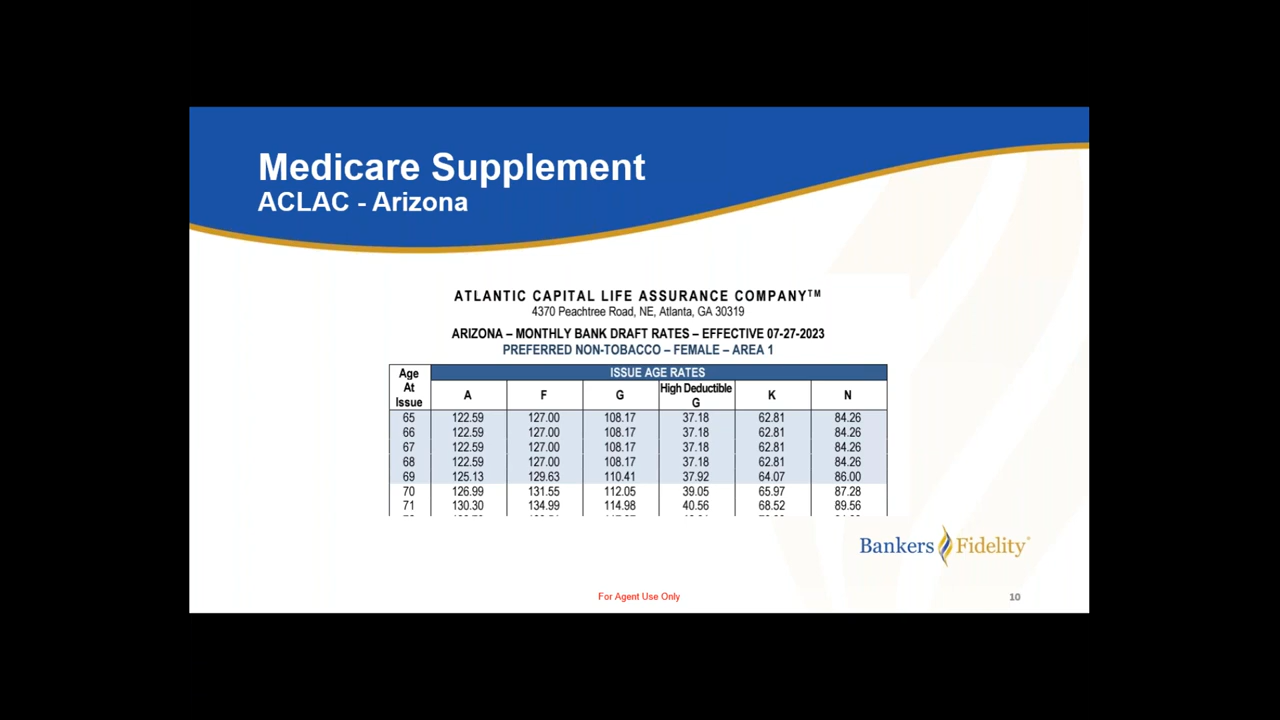 Medicare Supplement
ACLAC - Arizona
ATLANTIC CAPITAL LIFE ASSURANCE COMPANY™
4370 Peachtree Road, NE, Atlanta, GA 30319
ARIZONA – MONTHLY BANK DRAFT RATES – EFFECTIVE 07-27-2023
PREFERRED NON-TOBACCO – FEMALE – AREA 1
Age At Issue
ISSUE AGE RATES
A F G High Deductible G K N
65 122.59 127.00 108.17 37.18 62.81 84.26
66 122.59 127.00 108.17 37.18 62.81 84.26
67 122.59 127.00 108.17 37.18 62.81 84.26
68 122.59 127.00 108.17 37.18 62.81 84.26
69 125.13 129.63 110.41 37.92 64.07 86.00
70 126.99 131.55 112.05 39.05 65.97 87.28
71 130.30 134.99 114.98 40.56 68.52 89.56
Bankers Fidelity®
For Agent Use Only
10